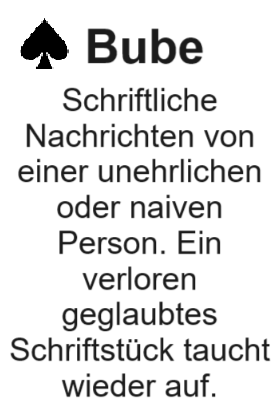 ♠ Bube
Schriftliche
Nachrichten von
einer unehrlichen
oder naiven
Person. Ein
verloren
geglaubtes
Schriftstück taucht
wieder auf.